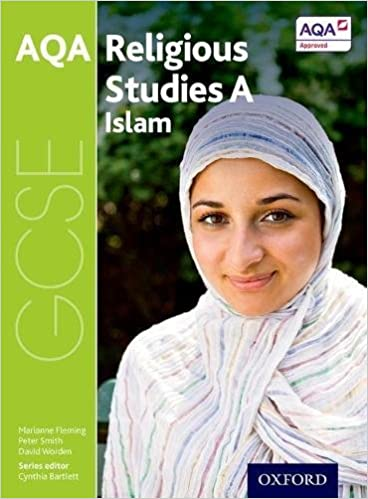 AQA
Religious
Studies A
Islam
AQA
Approved
GCSE
Marianne Fleming
Peter Smith
David Worden
Series editor
Cynthia Bartlett
OXFORD